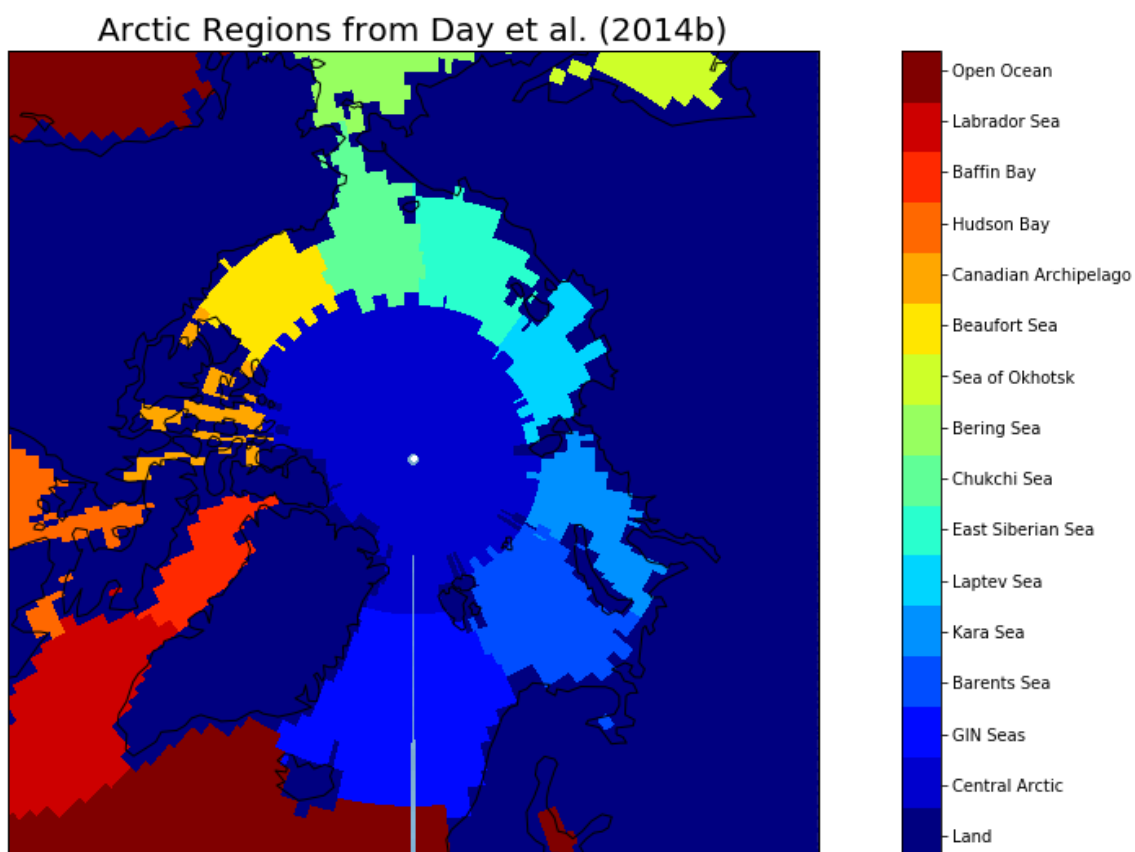 Arctic Regions from Day et al. (2014b)
Open Ocean
Labrador Sea
Baffin Bay
Hudson Bay
Canadian Archipelago
Beaufort Sea
Sea of Okhotsk
Bering Sea
Chukchi Sea
East Siberian Sea
Laptev Sea
Kara Sea
Barents Sea
GIN Seas
Central Arctic
Land